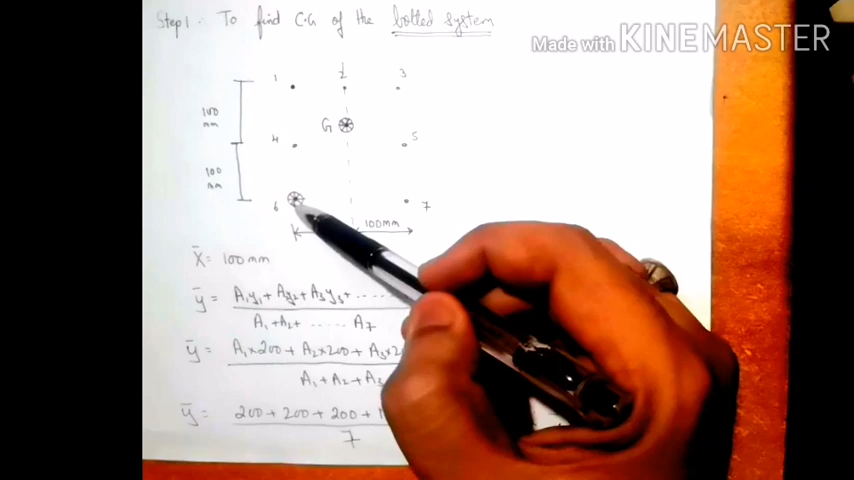 Step 1:- To find C.G of the bolted system
Made with KINEMASTER
1 2 3
100 mm
G
4 5
100 mm
6 7
100mm
X̄ = 100mm
ȳ = A₁y₁ + A₂y₂ + A₃y₃ + ......
A₁ + A₂ + ...... A₇
ȳ = A₁×200 + A₂×200 + A₃×2
A₁ + A₂ + A₃
ȳ = 200 + 200 + 200 + 1
7